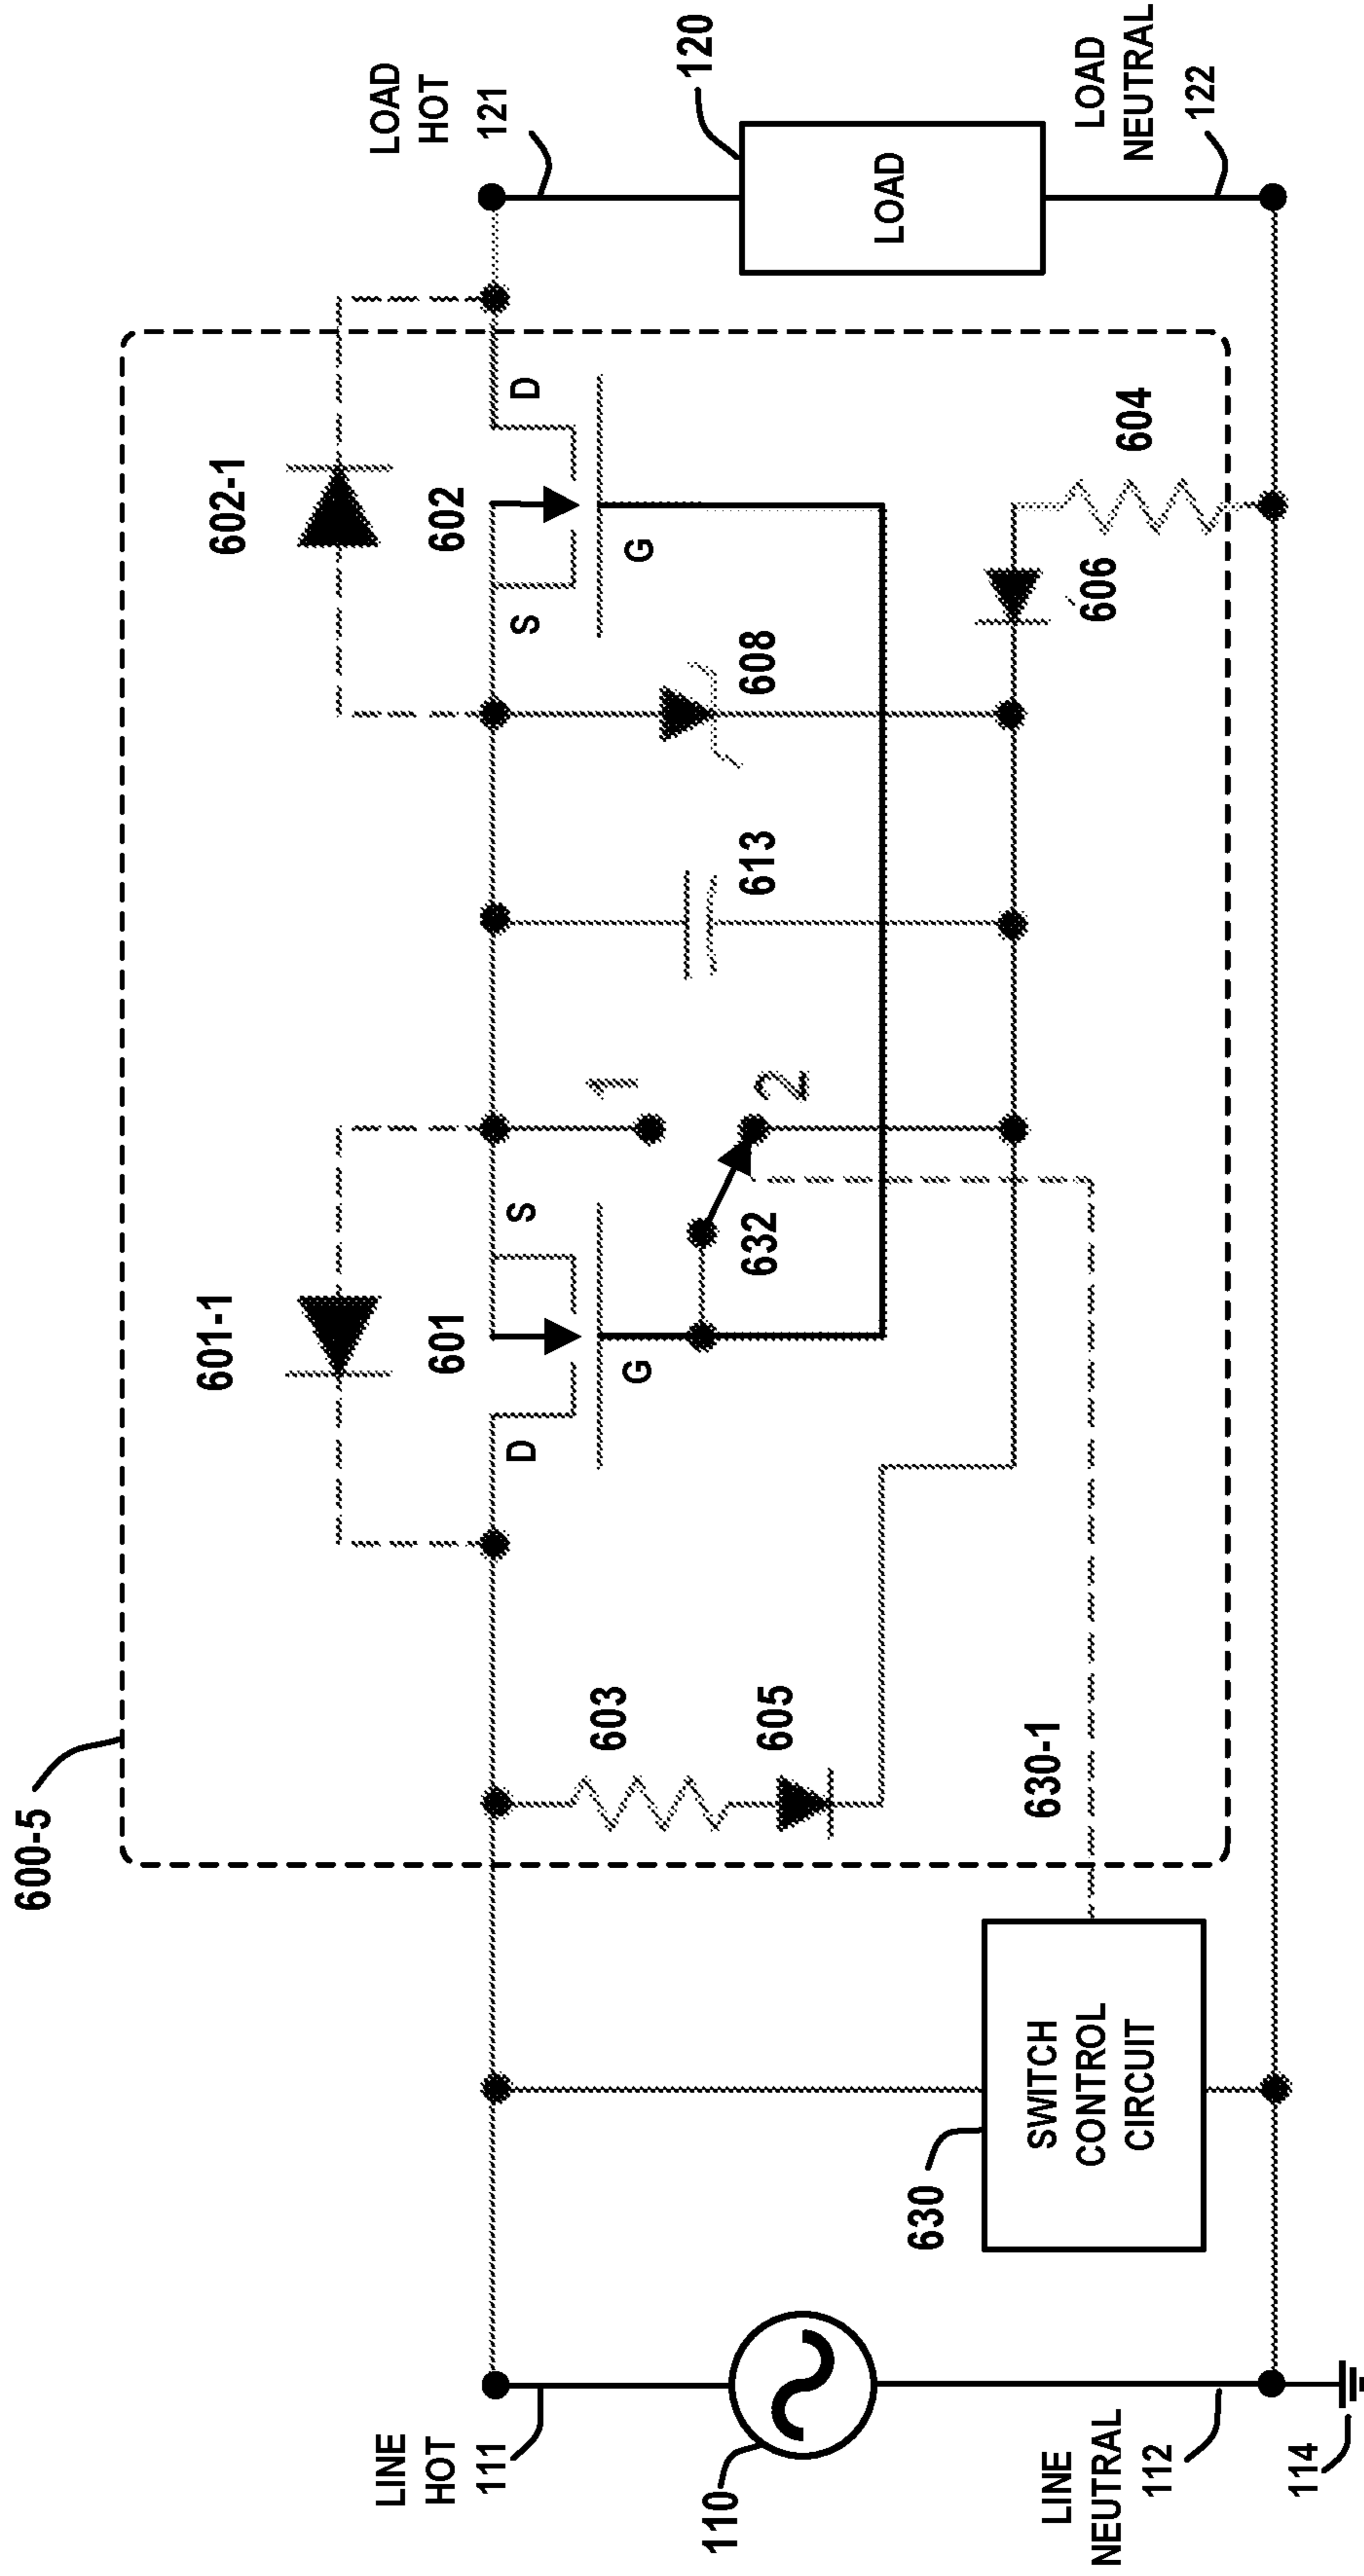 600-5
601-1
602-1
LINE
HOT
111
D
601
S
S
602
D
LOAD
HOT
121
603
G
1
G
605
632
2
613
608
120
LOAD
110
630
SWITCH
CONTROL
CIRCUIT
630-1
606
604
LINE
NEUTRAL
112
LOAD
NEUTRAL
122
114